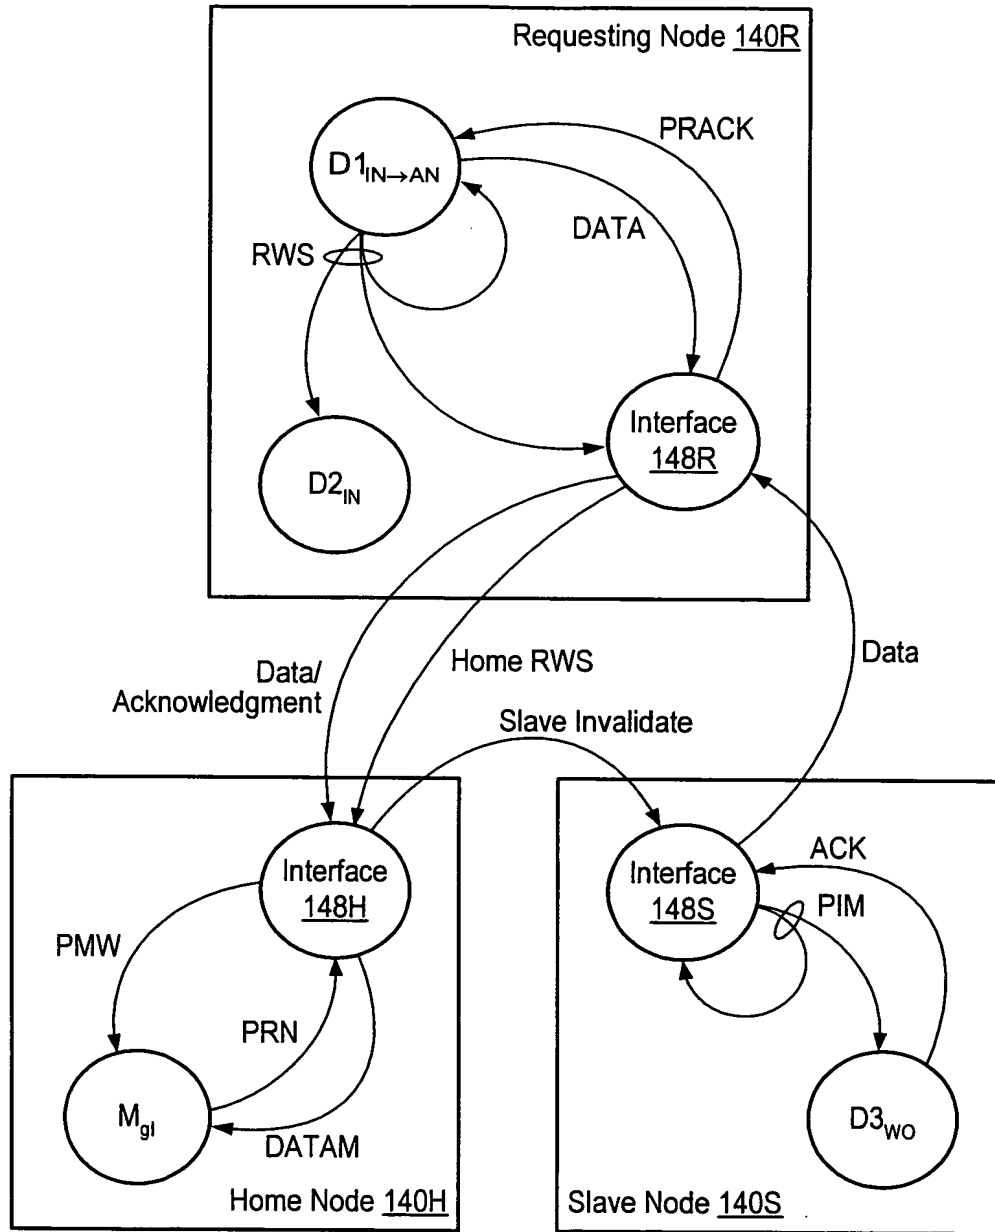 Requesting Node 140R
PRACK
D1IN→AN
DATA
RWS
Interface
148R
D2IN
Data/
Acknowledgment
Home RWS
Data
Slave Invalidate
Interface
148H
Interface
148S
ACK
PIM
PMW
PRN
Mgl
DATAM
D3WO
Home Node 140H
Slave Node 140S